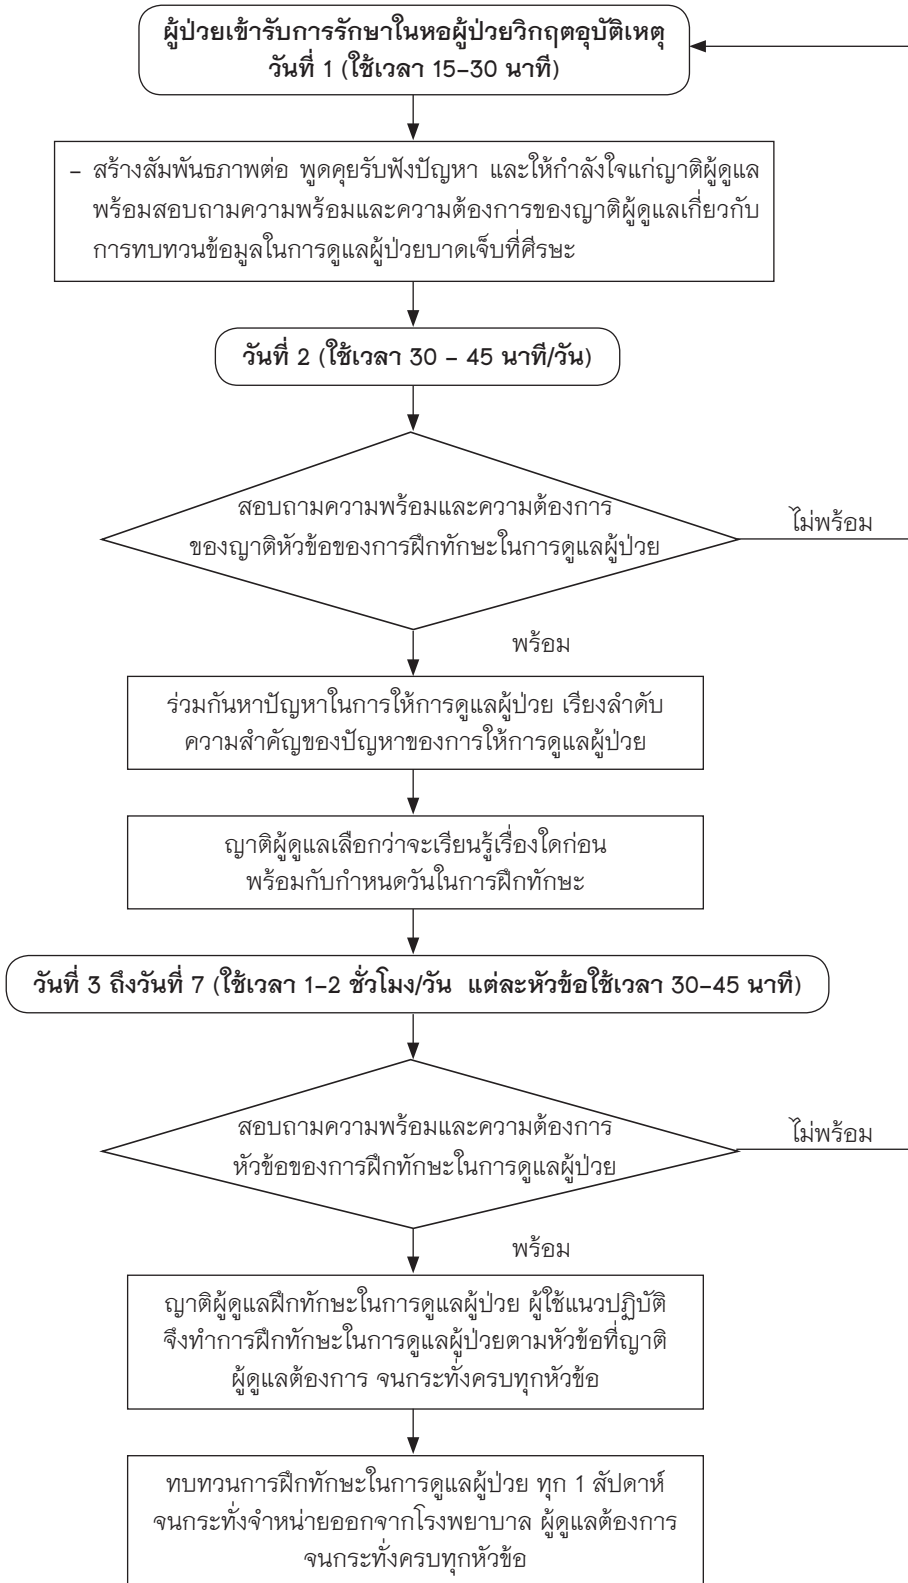 ผู้ป่วยเข้ารับการรักษาในหอผู้ป่วยวิกฤตอุบัติเหตุ
วันที่ 1 (ใช้เวลา 15-30 นาที)
- สร้างสัมพันธภาพต่อ พูดคุยรับฟังปัญหา และให้กำลังใจแก่ญาติผู้ดูแล
พร้อมสอบถามความพร้อมและความต้องการของญาติผู้ดูแลเกี่ยวกับ
การทบทวนข้อมูลในการดูแลผู้ป่วยบาดเจ็บที่ศีรษะ
วันที่ 2 (ใช้เวลา 30 - 45 นาที/วัน)
สอบถามความพร้อมและความต้องการ
ของญาติหัวข้อของการฝึกทักษะในการดูแลผู้ป่วย
ไม่พร้อม
พร้อม
ร่วมกันหาปัญหาในการให้การดูแลผู้ป่วย เรียงลำดับ
ความสำคัญของปัญหาของการให้การดูแลผู้ป่วย
ญาติผู้ดูแลเลือกว่าจะเรียนรู้เรื่องใดก่อน
พร้อมกับกำหนดวันในการฝึกทักษะ
วันที่ 3 ถึงวันที่ 7 (ใช้เวลา 1-2 ชั่วโมง/วัน แต่ละหัวข้อใช้เวลา 30-45 นาที)
สอบถามความพร้อมและความต้องการ
หัวข้อของการฝึกทักษะในการดูแลผู้ป่วย
ไม่พร้อม
พร้อม
ญาติผู้ดูแลฝึกทักษะในการดูแลผู้ป่วย ผู้ใช้แนวปฏิบัติ
จึงทำการฝึกทักษะในการดูแลผู้ป่วยตามหัวข้อที่ญาติ
ผู้ดูแลต้องการ จนกระทั่งครบทุกหัวข้อ
ทบทวนการฝึกทักษะในการดูแลผู้ป่วย ทุก 1 สัปดาห์
จนกระทั่งจำหน่ายออกจากโรงพยาบาล ผู้ดูแลต้องการ
จนกระทั่งครบทุกหัวข้อ